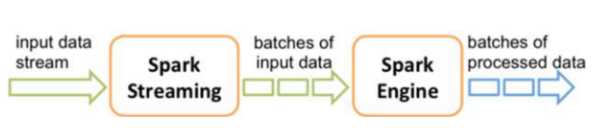 input data
stream
Spark
Streaming
batches of
input data
Spark
Engine
batches of
processed data